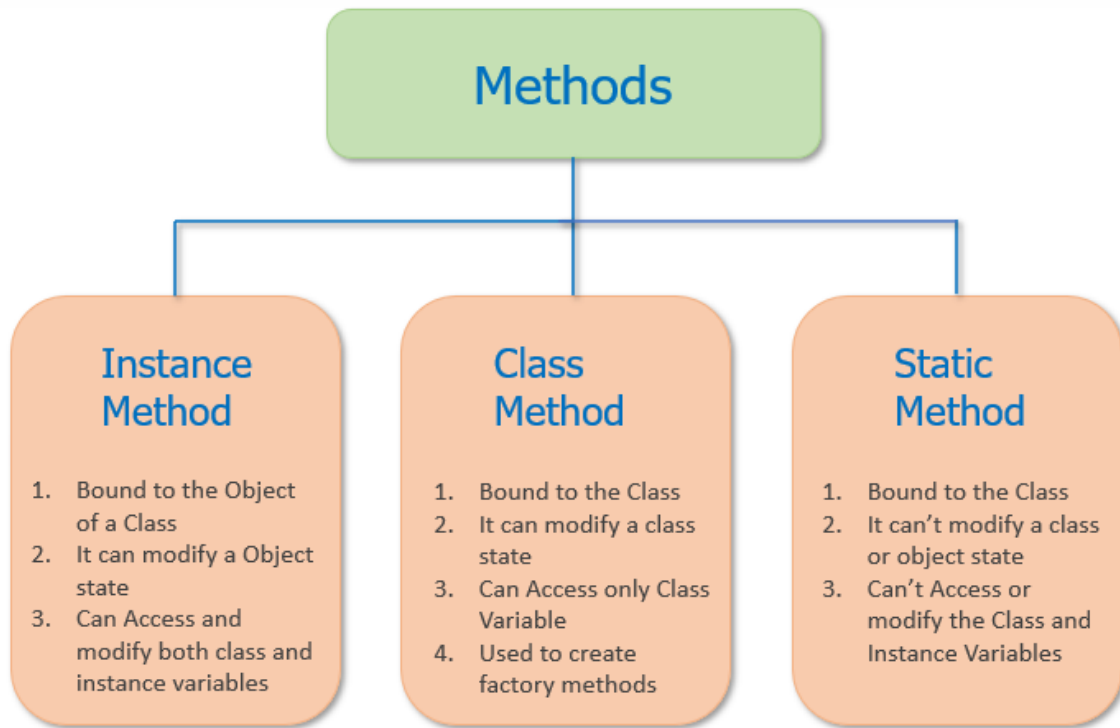 Methods
Instance
Method
1. Bound to the Object
of a Class
2. It can modify a Object
state
3. Can Access and
modify both class and
instance variables
Class
Method
1. Bound to the Class
2. It can modify a class
state
3. Can Access only Class
Variable
4. Used to create
factory methods
Static
Method
1. Bound to the Class
2. It can’t modify a class
or object state
3. Can’t Access or
modify the Class and
Instance Variables